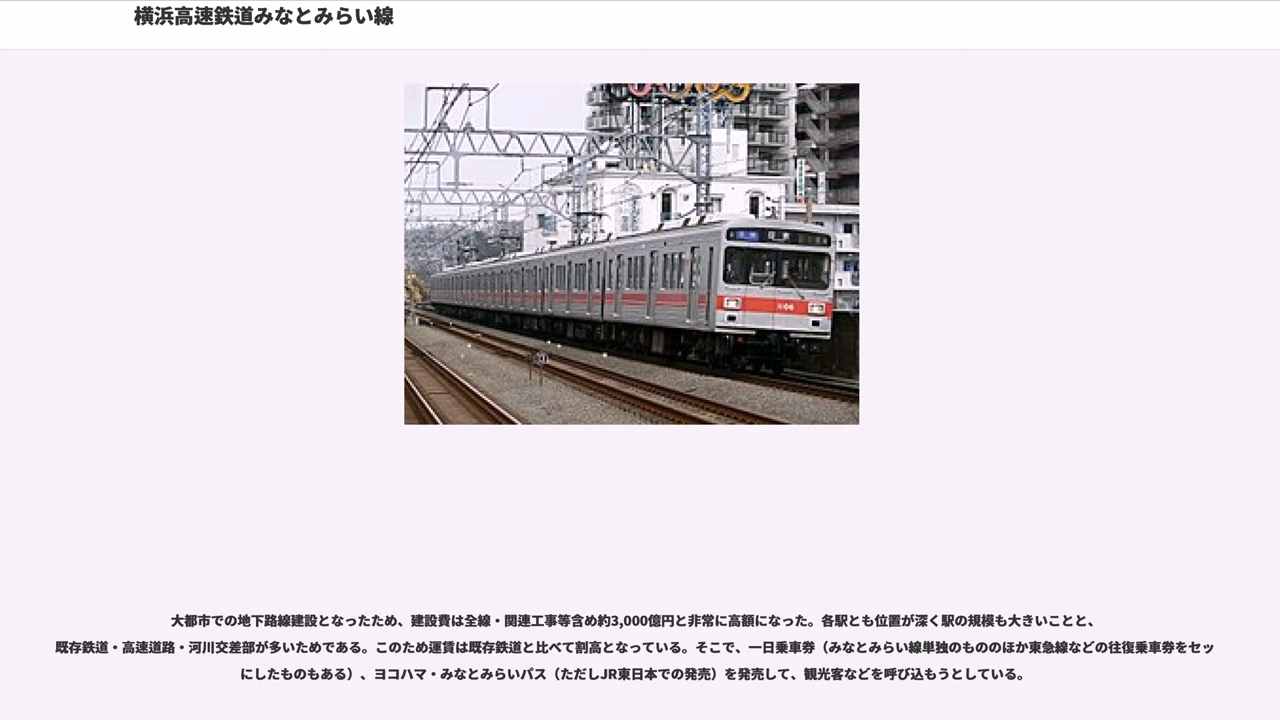 横浜高速鉄道みなとみらい線
大都市での地下路線建設となったため、建設費は全線・関連工事等含め約3,000億円と非常に高額になった。各駅とも位置が深く駅の規模も大きいことと、
既存鉄道・高速道路・河川交差部が多いためである。このため運賃は既存鉄道と比べて割高となっている。そこで、一日乗車券（みなとみらい線単独のもののほか東急線などの往復乗車券をセッ
にしたものもある）、ヨコハマ・みなとみらいパス（ただしJR東日本での発売）を発売して、観光客などを呼び込もうとしている。